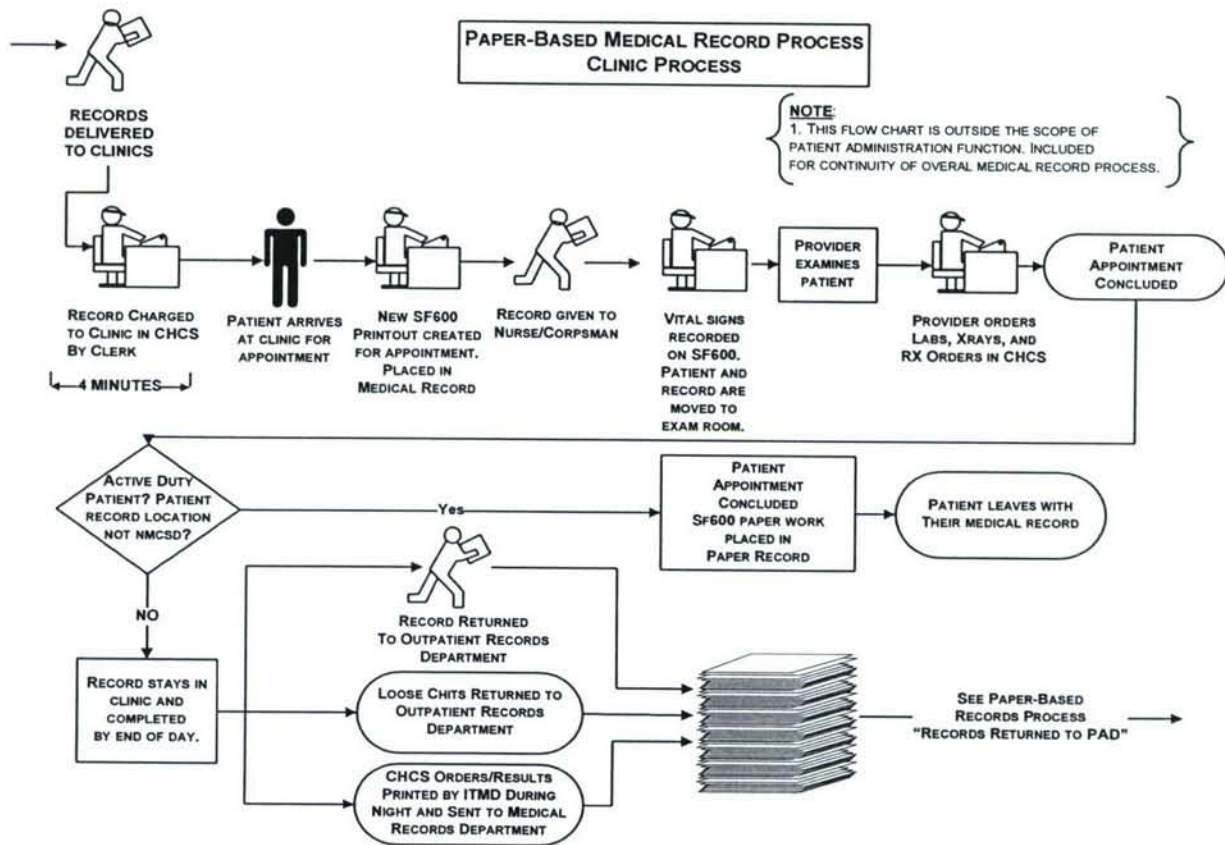 PAPER-BASED MEDICAL RECORD PROCESS
CLINIC PROCESS
NOTE:
1. THIS FLOW CHART IS OUTSIDE THE SCOPE OF
PATIENT ADMINISTRATION FUNCTION. INCLUDED
FOR CONTINUITY OF OVERAL MEDICAL RECORD PROCESS.
RECORDS
DELIVERED
TO CLINICS
RECORD CHARGED
TO CLINIC IN CHCS
BY CLERK
4 MINUTES
PATIENT ARRIVES
AT CLINIC FOR
APPOINTMENT
NEW SF600
PRINTOUT CREATED
FOR APPOINTMENT.
PLACED IN
MEDICAL RECORD
RECORD GIVEN TO
NURSE/CORPSMAN
VITAL SIGNS
RECORDED
ON SF600.
PATIENT AND
RECORD ARE
MOVED TO
EXAM ROOM.
PROVIDER
EXAMINES
PATIENT
PROVIDER ORDERS
LABS, XRAYS, AND
RX ORDERS IN CHCS
PATIENT
APPOINTMENT
CONCLUDED
ACTIVE DUTY
PATIENT? PATIENT
RECORD LOCATION
NOT NMCSD?
Yes
PATIENT
APPOINTMENT
CONCLUDED
SF600 PAPER WORK
PLACED IN
PAPER RECORD
PATIENT LEAVES WITH
THEIR MEDICAL RECORD
NO
RECORD STAYS IN
CLINIC AND
COMPLETED
BY END OF DAY.
RECORD RETURNED
TO OUTPATIENT RECORDS
DEPARTMENT
LOOSE CHITS RETURNED TO
OUTPATIENT RECORDS
DEPARTMENT
CHCS ORDERS/RESULTS
PRINTED BY ITMD DURING
NIGHT AND SENT TO MEDICAL
RECORDS DEPARTMENT
SEE PAPER-BASED
RECORDS PROCESS
"RECORDS RETURNED TO PAD"